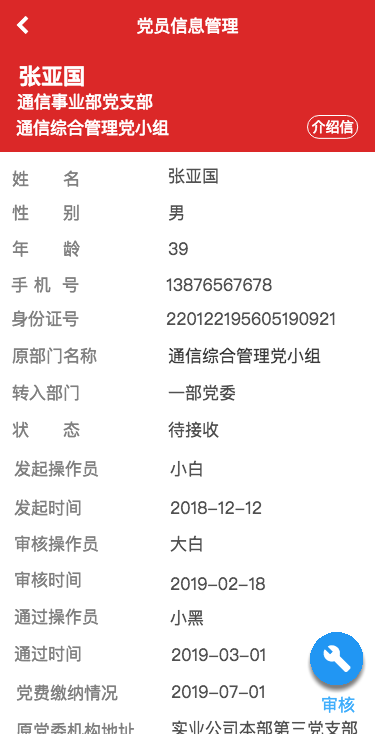 党员信息管理
张亚国
通信事业部党支部
通信综合管理党小组
介绍信
姓 名 张亚国
性 别 男
年 龄 39
手 机 号 13876567678
身份证号 220122195605190921
原部门名称 通信综合管理党小组
转入部门 一部党委
状 态 待接收
发起操作员 小白
发起时间 2018-12-12
审核操作员 大白
审核时间 2019-02-18
通过操作员 小黑
通过时间 2019-03-01
审核
党费缴纳情况 2019-07-01
原党委机构地址 实业公司本部第三党支部